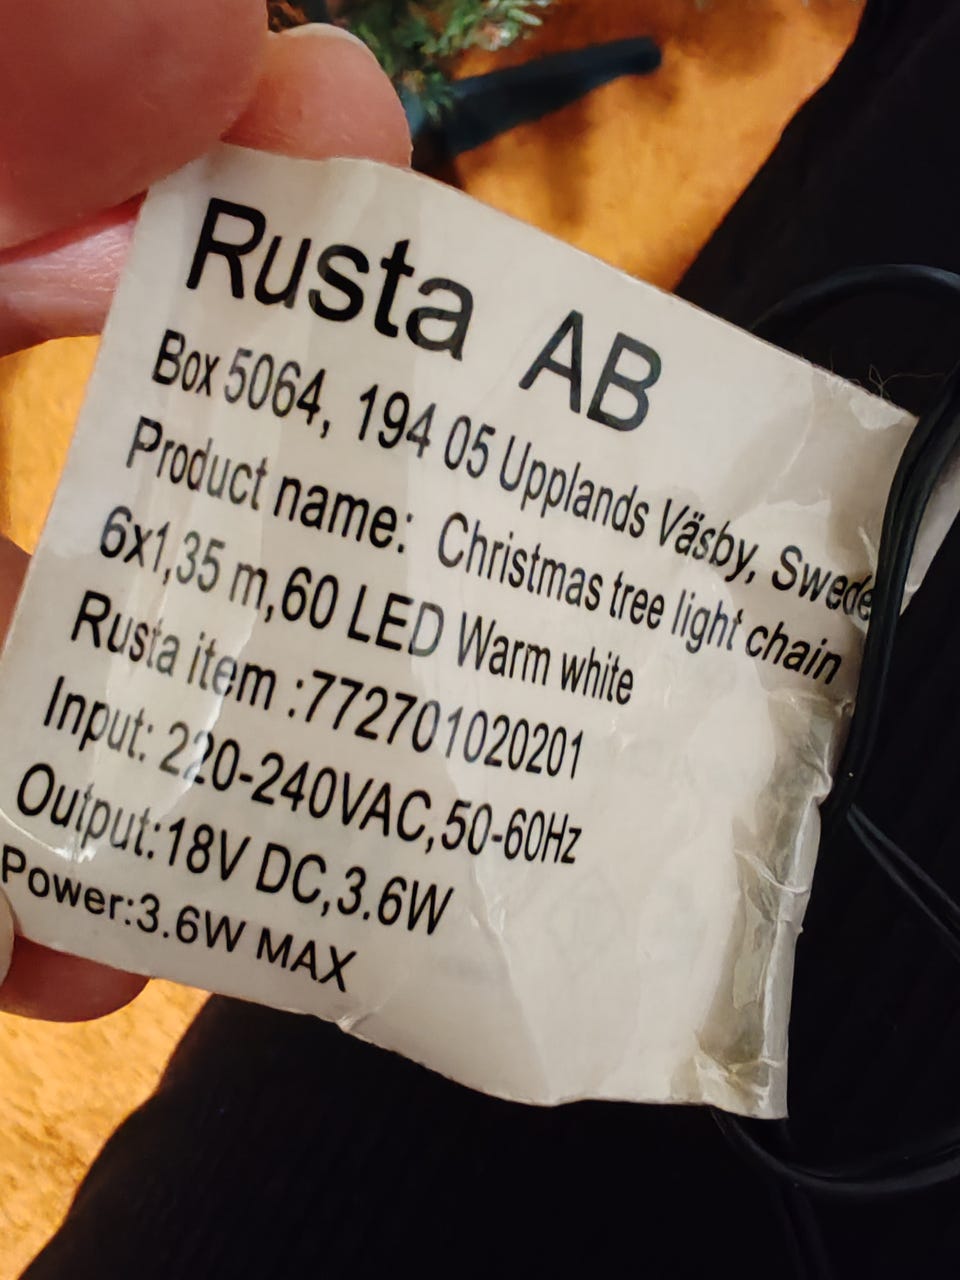 Rusta AB
Box 5064, 194 05 Upplands Väsby, Swede
Product name: Christmas tree light chain
6x1,35 m,60 LED Warm white
Rusta item :772701020201
Input: 220-240VAC,50-60Hz
Output:18V DC,3.6W
Power:3.6W MAX